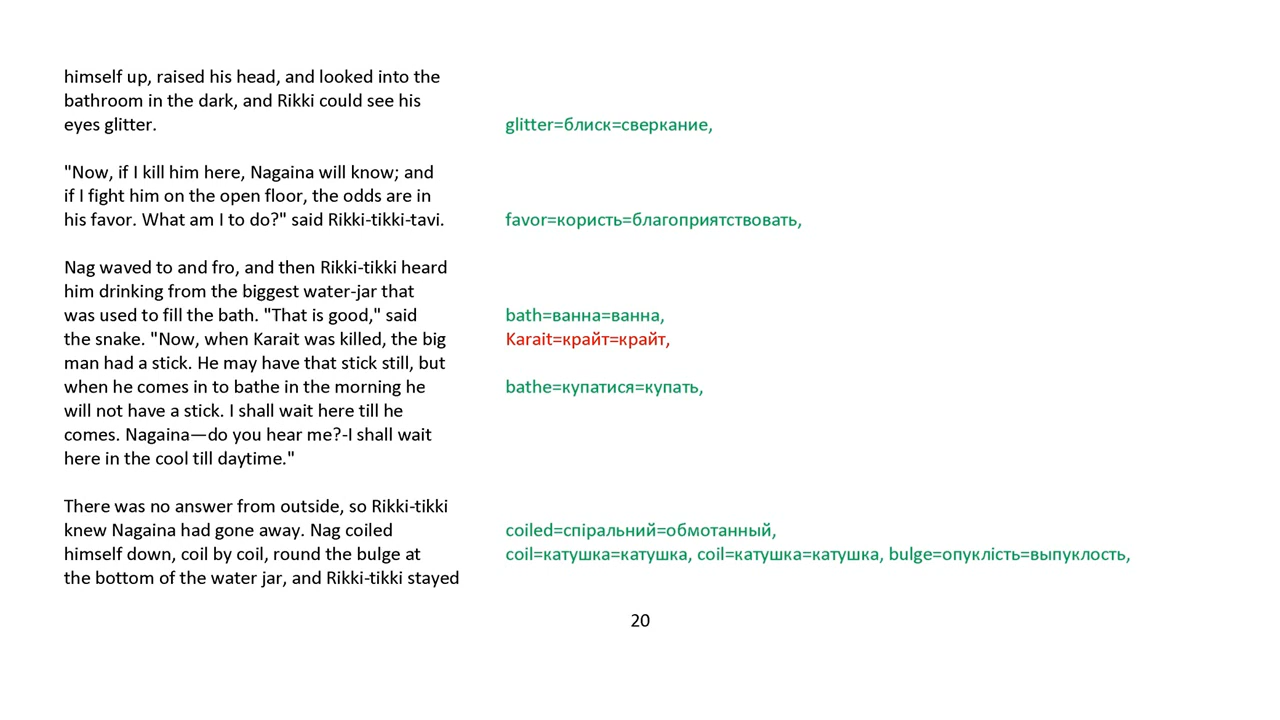 himself up, raised his head, and looked into the
bathroom in the dark, and Rikki could see his
eyes glitter.
glitter=блиск=сверкание,
"Now, if I kill him here, Nagaina will know; and
if I fight him on the open floor, the odds are in
his favor. What am I to do?" said Rikki-tikki-tavi.
favor=користь=благоприятствовать,
Nag waved to and fro, and then Rikki-tikki heard
him drinking from the biggest water-jar that
was used to fill the bath. "That is good," said
bath=ванна=ванна,
the snake. "Now, when Karait was killed, the big
Karait=крайт=крайт,
man had a stick. He may have that stick still, but
when he comes in to bathe in the morning he
bathe=купатися=купать,
will not have a stick. I shall wait here till he
comes. Nagaina—do you hear me?-I shall wait
here in the cool till daytime."
There was no answer from outside, so Rikki-tikki
knew Nagaina had gone away. Nag coiled
coiled=спіральний=обмотанный,
himself down, coil by coil, round the bulge at
coil=катушка=катушка, coil=катушка=катушка, bulge=опуклість=выпуклость,
the bottom of the water jar, and Rikki-tikki stayed
20